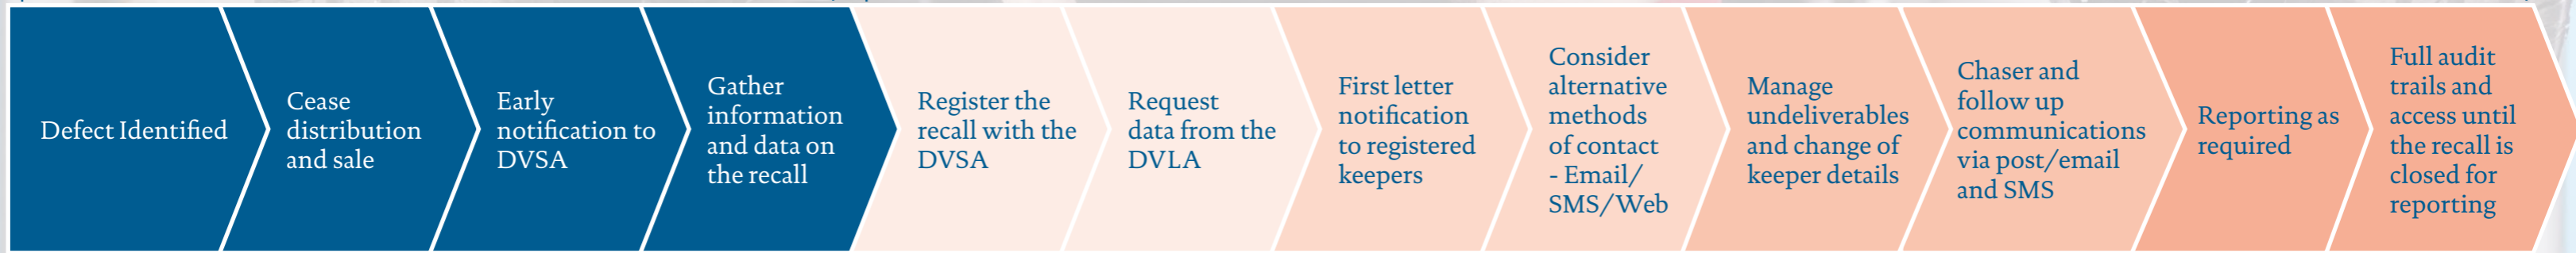 Defect Identified
Cease
distribution
and sale
Early
notification to
DVSA
Gather
information
and data on
the recall
Register the
recall with the
DVSA
Request
data from the
DVLA
First letter
notification
to registered
keepers
Consider
alternative
methods
of contact
- Email/
SMS/Web
Manage
undeliverables
and change of
keeper details
Chaser and
follow up
communications
via post/email
and SMS
Reporting as
required
Full audit
trails and
access until
the recall is
closed for
reporting